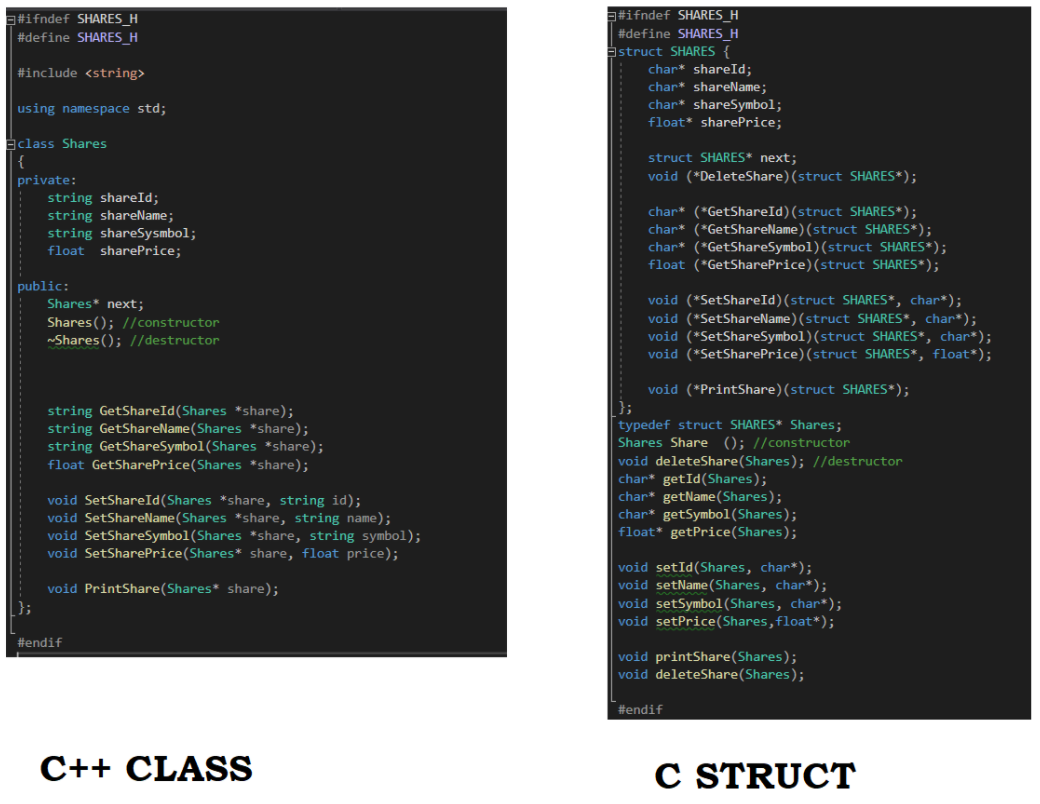 #ifndef SHARES_H
#define SHARES_H
#include <string>
using namespace std;
class Shares
{
private:
string shareId;
string shareName;
string shareSysmbol;
float sharePrice;
public:
Shares* next;
Shares(); //constructor
~Shares(); //destructor
string GetShareId(Shares *share);
string GetShareName(Shares *share);
string GetShareSymbol(Shares *share);
float GetSharePrice(Shares *share);
void SetShareId(Shares *share, string id);
void SetShareName(Shares *share, string name);
void SetShareSymbol(Shares *share, string symbol);
void SetSharePrice(Shares* share, float price);
void PrintShare(Shares* share);
};
#endif
C++ CLASS
#ifndef SHARES_H
#define SHARES_H
struct SHARES {
char* shareId;
char* shareName;
char* shareSymbol;
float* sharePrice;
struct SHARES* next;
void (*DeleteShare)(struct SHARES*);
char* (*GetShareId)(struct SHARES*);
char* (*GetShareName)(struct SHARES*);
char* (*GetShareSymbol)(struct SHARES*);
float (*GetSharePrice)(struct SHARES*);
void (*SetShareId)(struct SHARES*, char*);
void (*SetShareName)(struct SHARES*, char*);
void (*SetShareSymbol)(struct SHARES*, char*);
void (*SetSharePrice)(struct SHARES*, float*);
void (*PrintShare)(struct SHARES*);
};
typedef struct SHARES* Shares;
Shares Share (); //constructor
void deleteShare(Shares); //destructor
char* getId(Shares);
char* getName(Shares);
char* getSymbol(Shares);
float* getPrice(Shares);
void setId(Shares, char*);
void setName(Shares, char*);
void setSymbol(Shares, char*);
void setPrice(Shares,float*);
void printShare(Shares);
void deleteShare(Shares);
#endif
C STRUCT